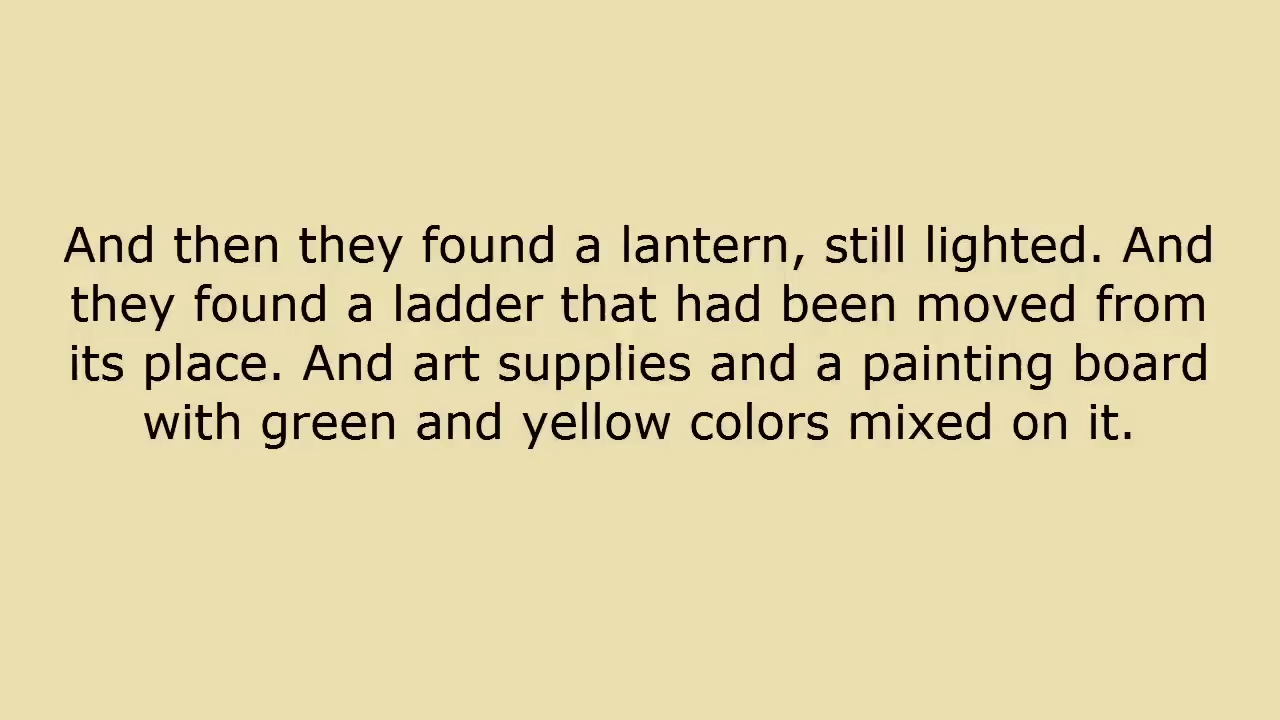 And then they found a lantern, still lighted. And
they found a ladder that had been moved from
its place. And art supplies and a painting board
with green and yellow colors mixed on it.